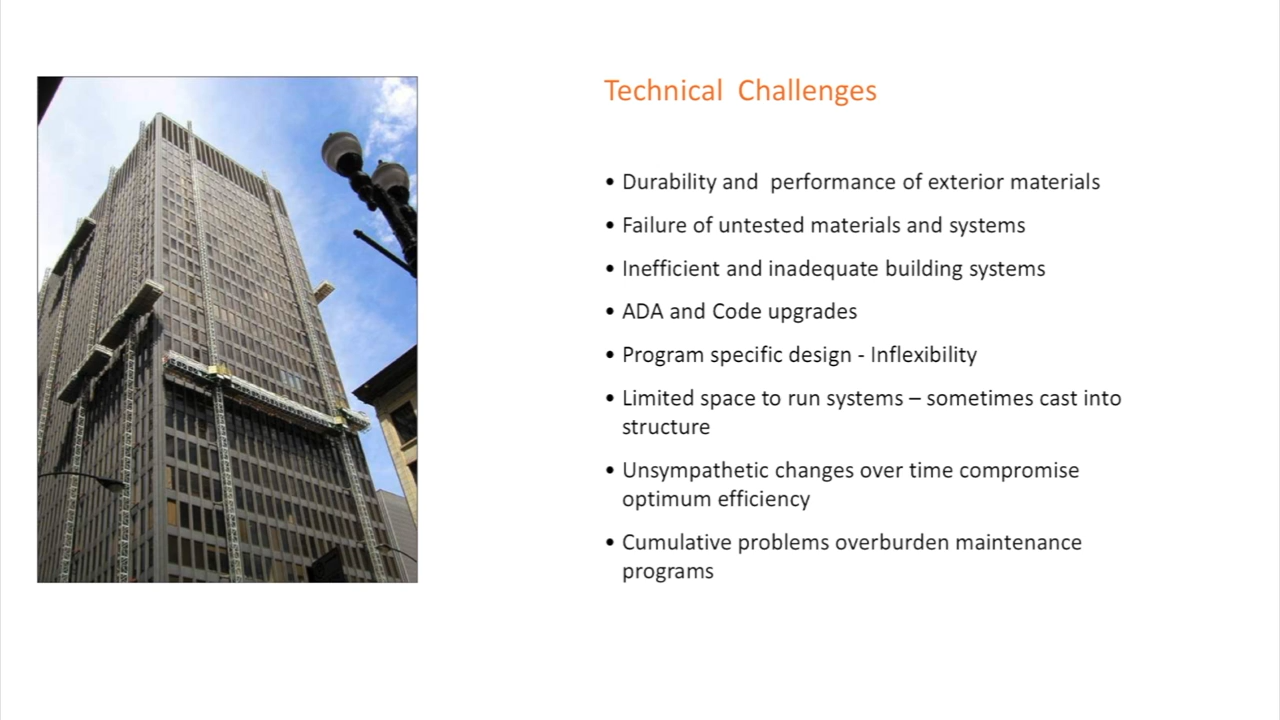 Technical  Challenges
• Durability and  performance of exterior materials
• Failure of untested materials and systems
• Inefficient and inadequate building systems
• ADA and Code upgrades
• Program specific design - Inflexibility
• Limited space to run systems – sometimes cast into
structure
• Unsympathetic changes over time compromise
optimum efficiency
• Cumulative problems overburden maintenance
programs